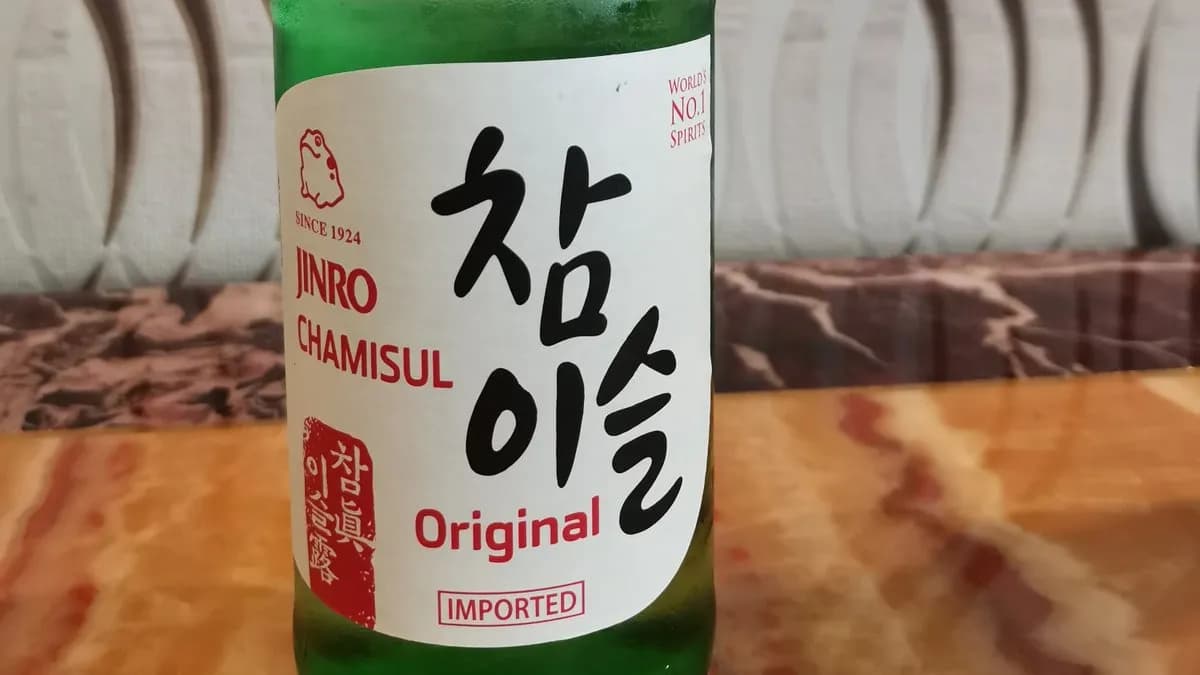 WORLD'S
NO.1
SPIRITS
SINCE 1924
JINRO
CHAMISUL
참
이슬
Original
참眞
이슬露
IMPORTED